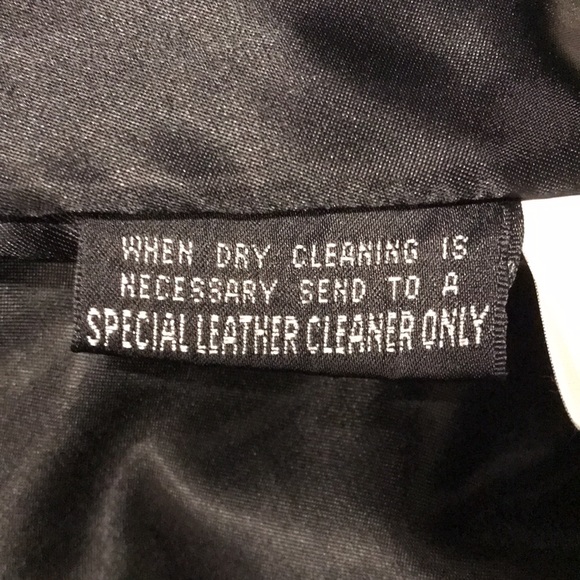 WHEN DRY CLEANING IS
NECESSARY SEND TO A
SPECIAL LEATHER CLEANER ONLY